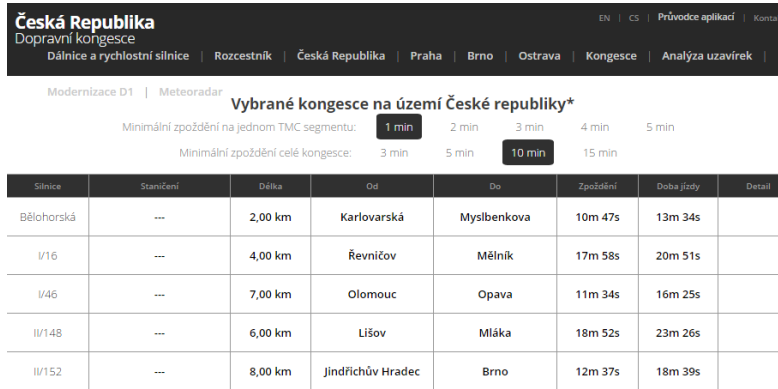 Česká Republika
EN | CS | Průvodce aplikací |
Dopravní kongesce
Dálnice a rychlostní silnice | Rozcestník | Česká Republika | Praha | Brno | Ostrava | Kongesce | Analýza uzavírek |
Modernizace D1 | Meteoradar
Vybrané kongesce na území České republiky*
Minimální zpoždění na jednom TMC segmentu: 1 min 2 min 3 min 4 min 5 min
Minimální zpoždění celé kongesce: 3 min 5 min 10 min 15 min
Silnice Staničení Délka Od Do Zpoždění Doba jízdy Detail
Bělohorská --- 2,00 km Karlovarská Myslbenkova 10m 47s 13m 34s
I/16 --- 4,00 km Řevničov Mělník 17m 58s 20m 51s
I/46 --- 7,00 km Olomouc Opava 11m 34s 16m 25s
II/148 --- 6,00 km Lišov Mláka 18m 52s 23m 26s
II/152 --- 8,00 km Jindřichův Hradec Brno 12m 37s 18m 39s